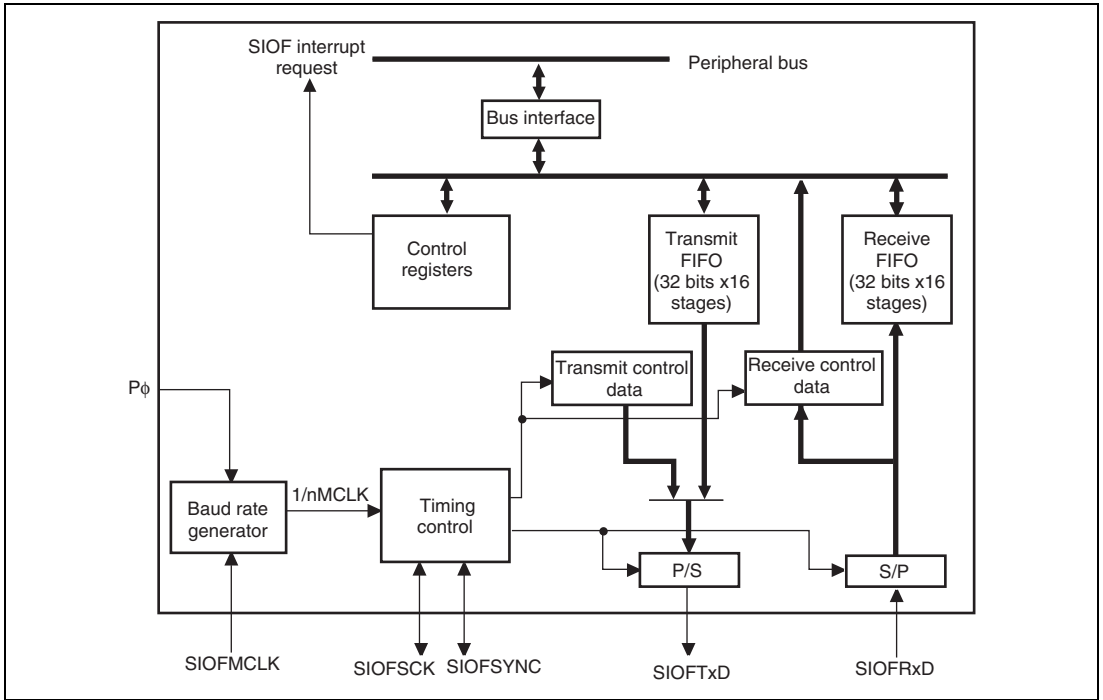 SIOF interrupt
request
Peripheral bus
Bus interface
Control
registers
Transmit
FIFO
(32 bits x16
stages)
Receive
FIFO
(32 bits x16
stages)
Transmit control
data
Receive control
data
Pϕ
Baud rate
generator
1/nMCLK
Timing
control
P/S
S/P
SIOFMCLK
SIOFSCK
SIOFSYNC
SIOFTxD
SIOFRxD